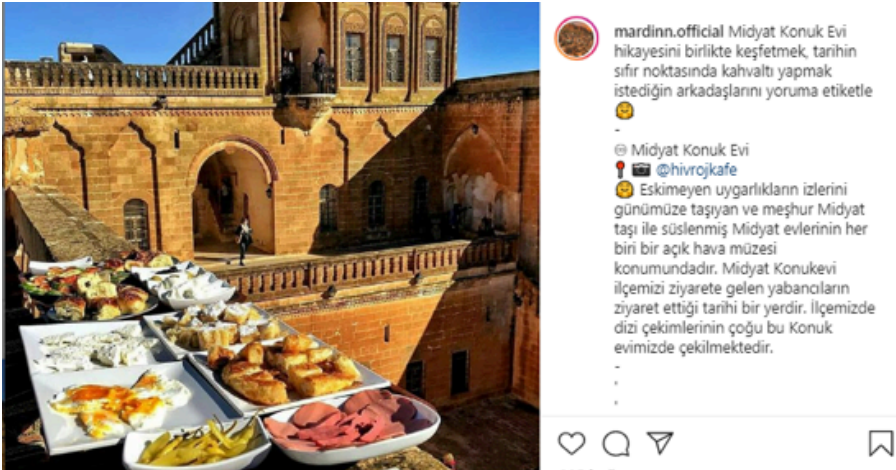 mardinn.official Midyat Konuk Evi
hikayesini birlikte keşfetmek, tarihin
sıfır noktasında kahvaltı yapmak
istediğin arkadaşlarını yoruma etiketle
🤗
-
♾ Midyat Konuk Evi
📍 📷 @hivrojkafe
🤗 Eskimeyen uygarlıkların izlerini
günümüze taşıyan ve meşhur Midyat
taşı ile süslenmiş Midyat evlerinin her
biri bir açık hava müzesi
konumundadır. Midyat Konukevi
ilçemizi ziyarete gelen yabancıların
ziyaret ettiği tarihi bir yerdir. İlçemizde
dizi çekimlerinin çoğu bu Konuk
evimizde çekilmektedir.
-
.
.